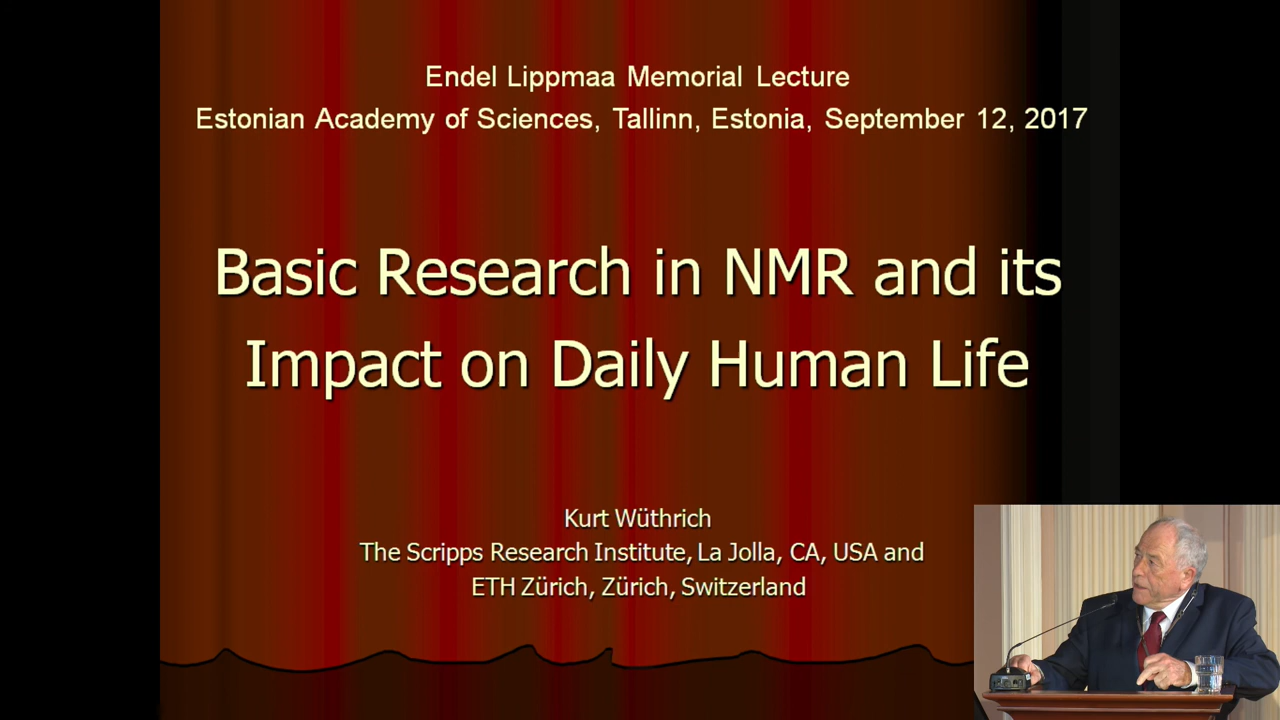 Endel Lippmaa Memorial Lecture
Estonian Academy of Sciences, Tallinn, Estonia, September 12, 2017
Basic Research in NMR and its
Impact on Daily Human Life
Kurt Wüthrich
The Scripps Research Institute, La Jolla, CA, USA and
ETH Zürich, Zürich, Switzerland